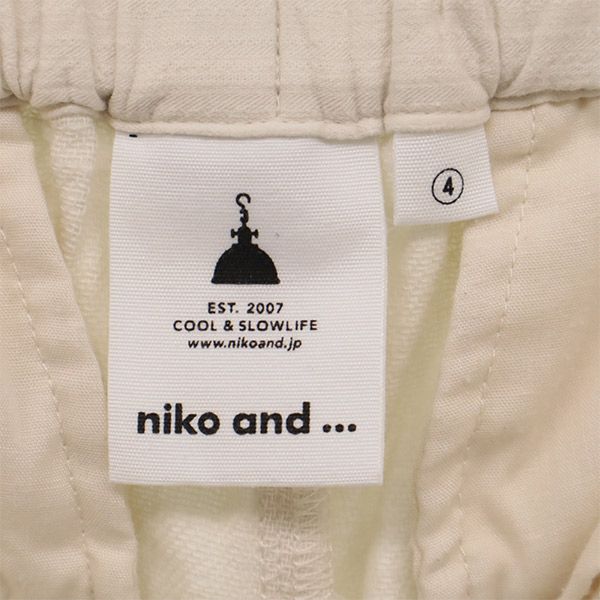 ④
EST. 2007
COOL & SLOWLIFE
www.nikoand.jp
niko and ...